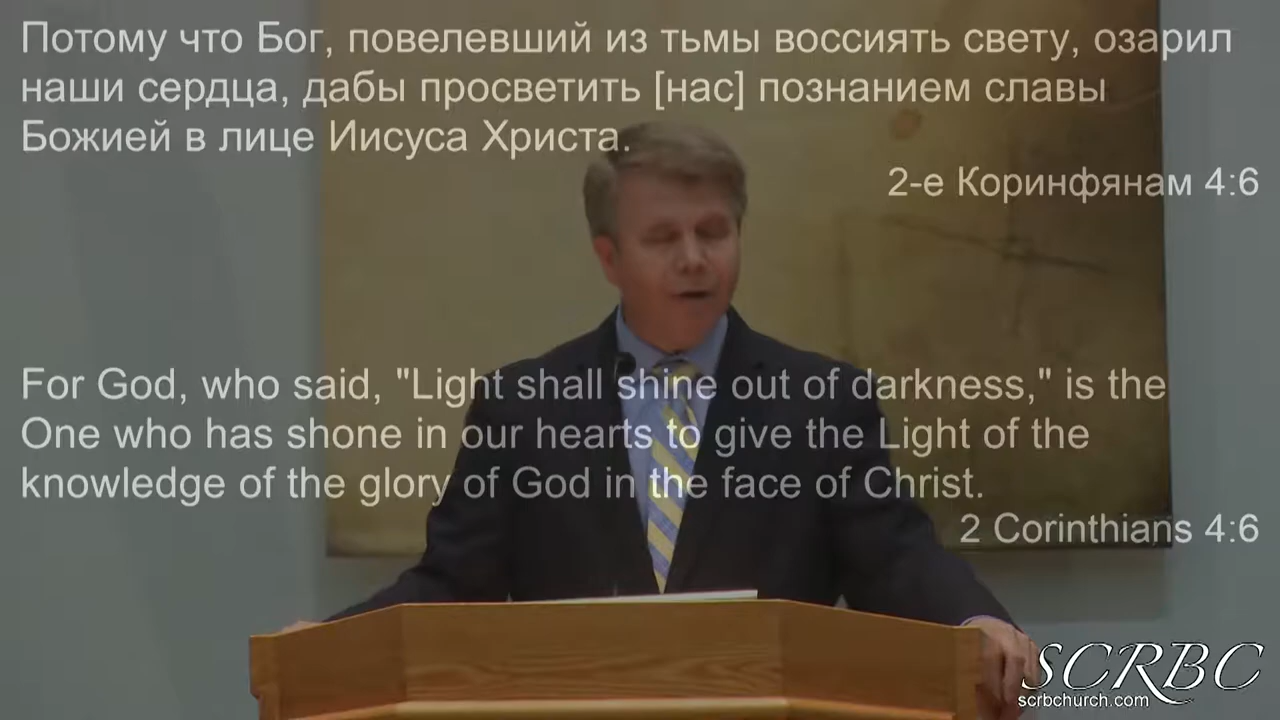 Потому что Бог, повелевший из тьмы воссиять свету, озарил
наши сердца, дабы просветить [нас] познанием славы
Божией в лице Иисуса Христа.
2-е Коринфянам 4:6
For God, who said, "Light shall shine out of darkness," is the
One who has shone in our hearts to give the Light of the
knowledge of the glory of God in the face of Christ.
2 Corinthians 4:6
SCRBC
scrbchurch.com